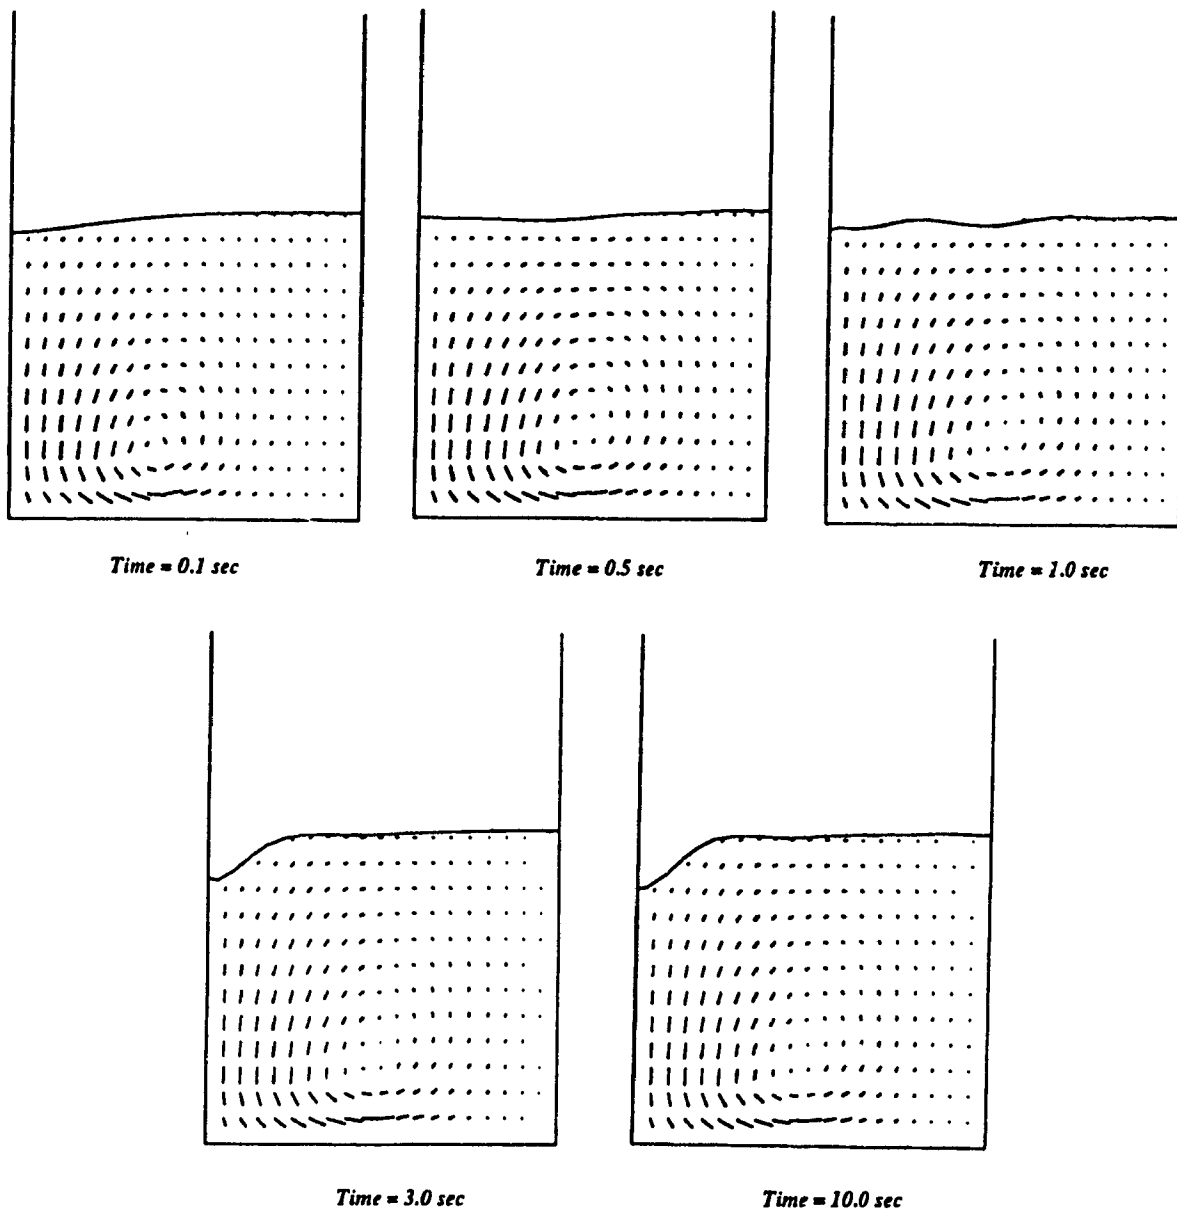 Time = 0.1 sec
Time = 0.5 sec
Time = 1.0 sec
Time = 3.0 sec
Time = 10.0 sec